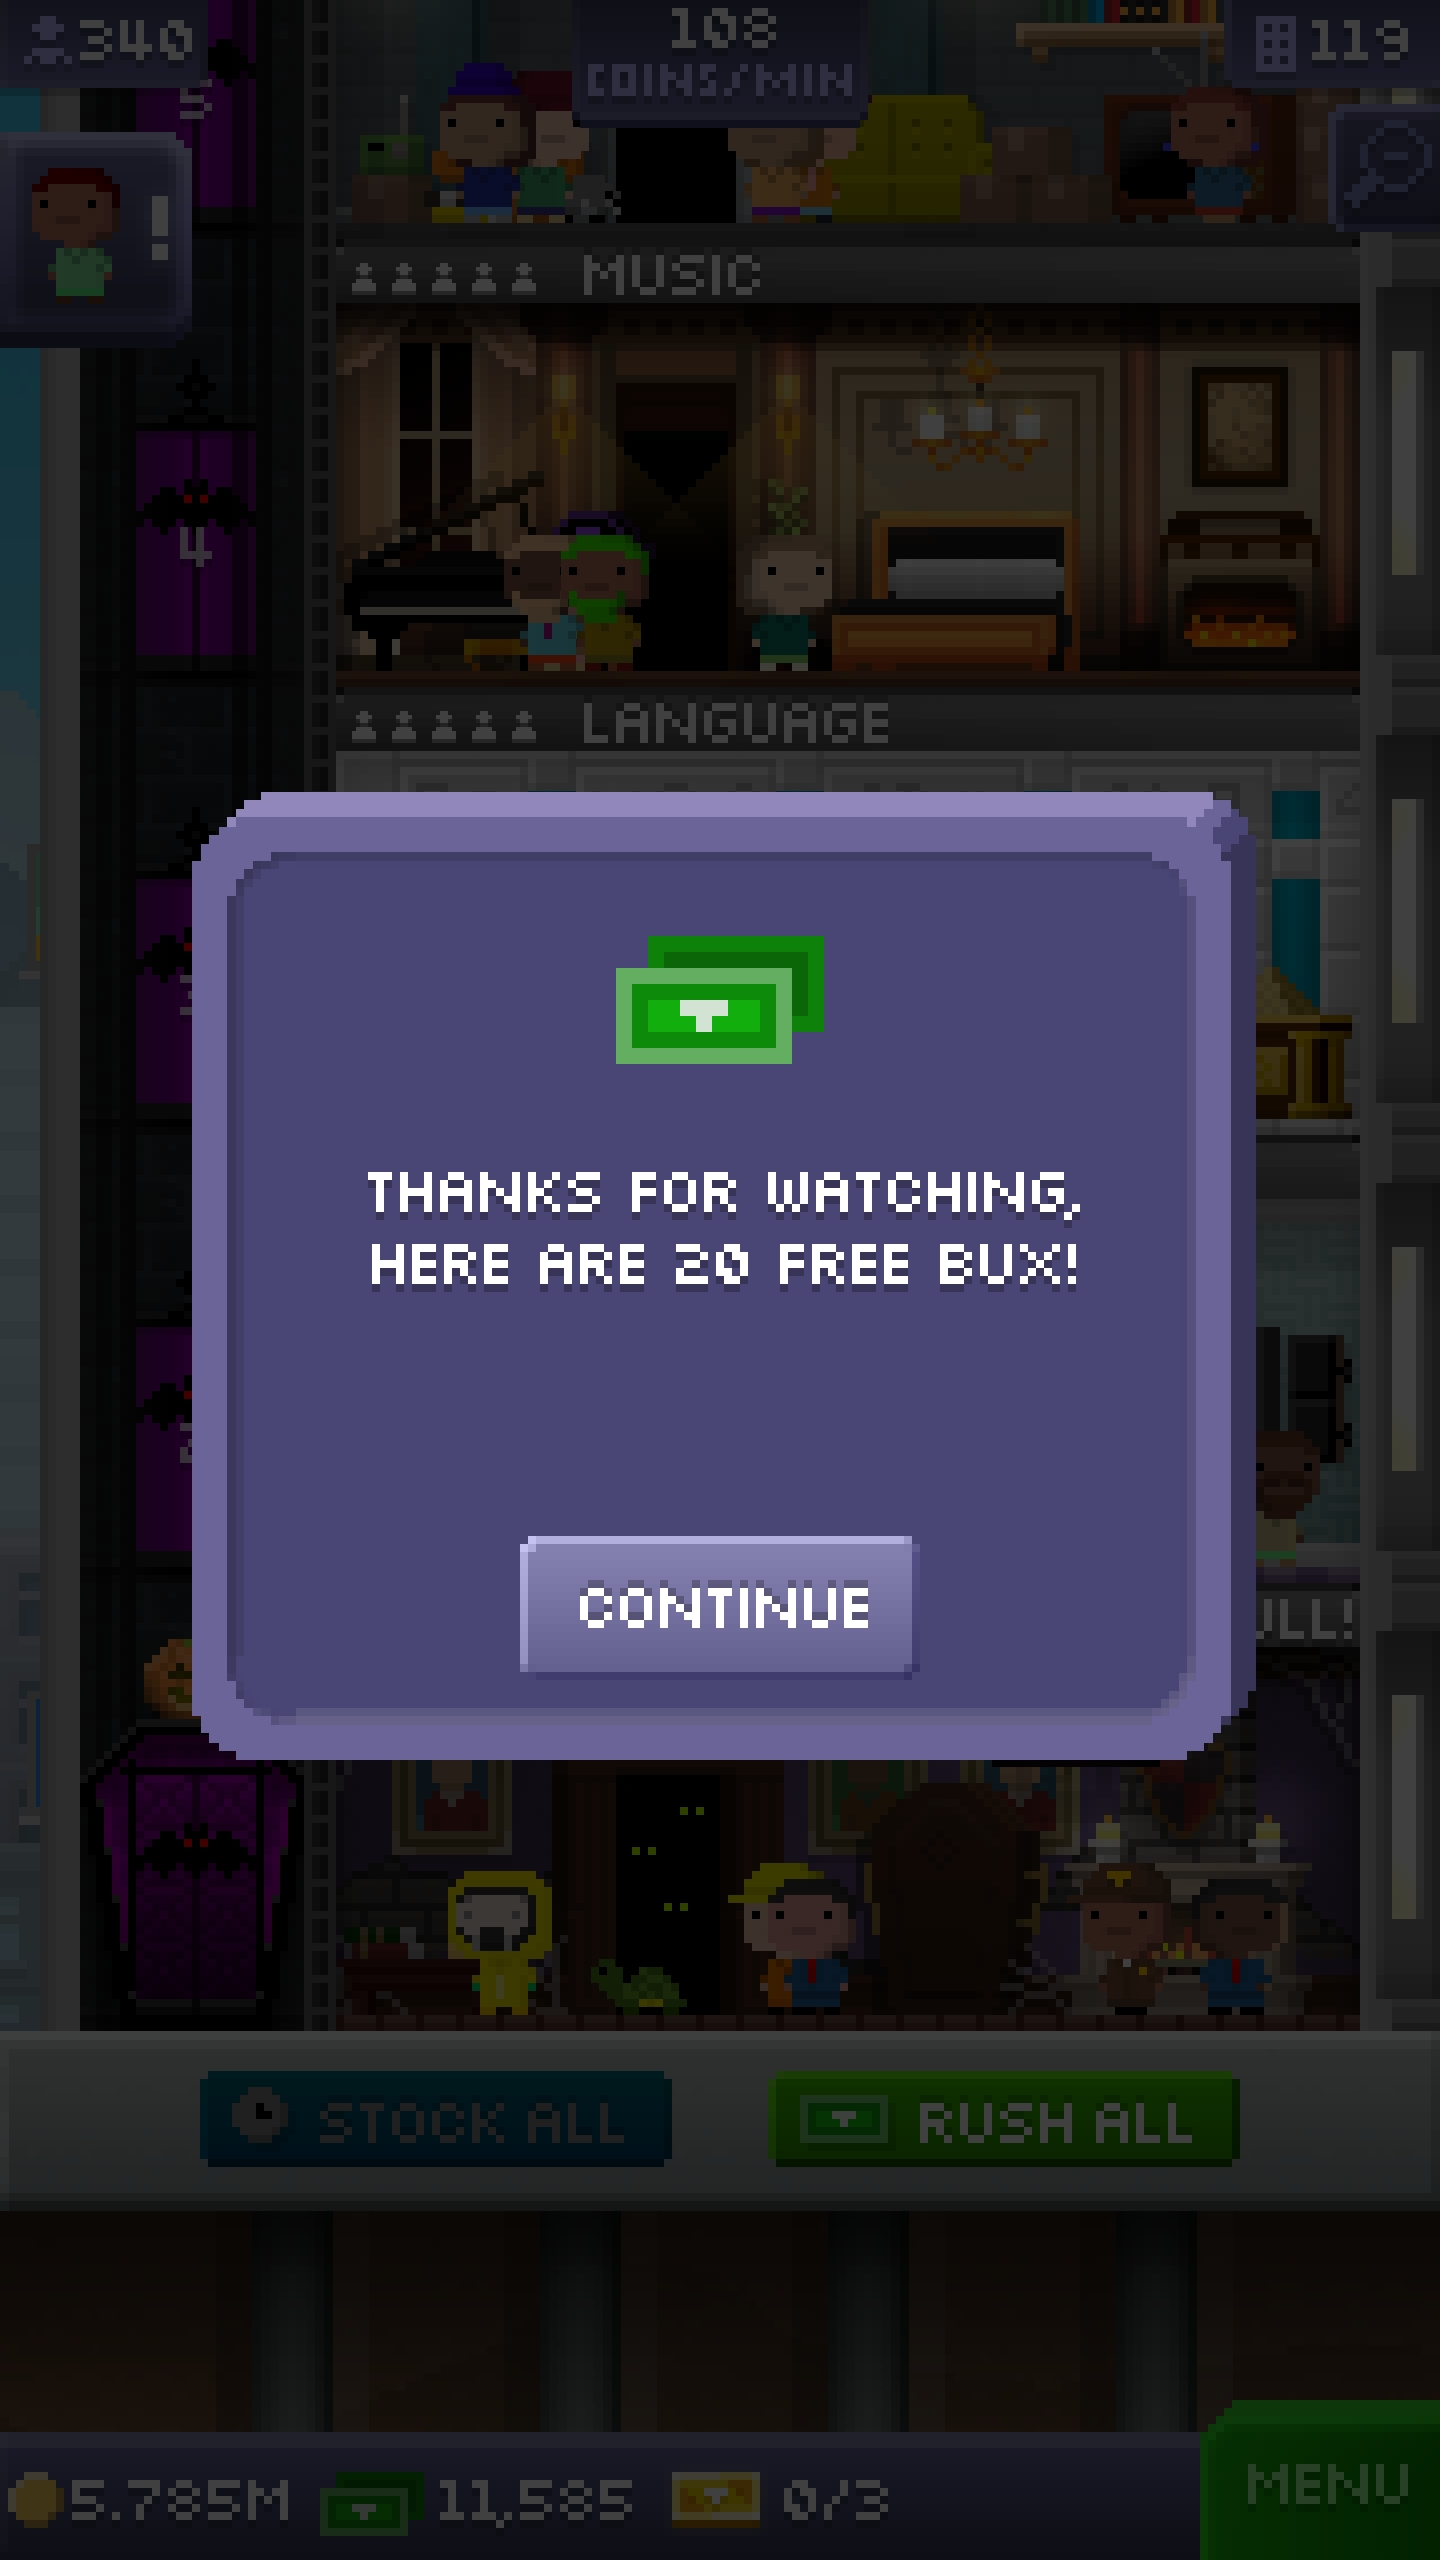 340
108
COINS/MIN
119
5
MUSIC
4
LANGUAGE
THANKS FOR WATCHING,
HERE ARE 20 FREE BUX!
CONTINUE
STOCK ALL
RUSH ALL
5.785M
11,585
0/3
MENU